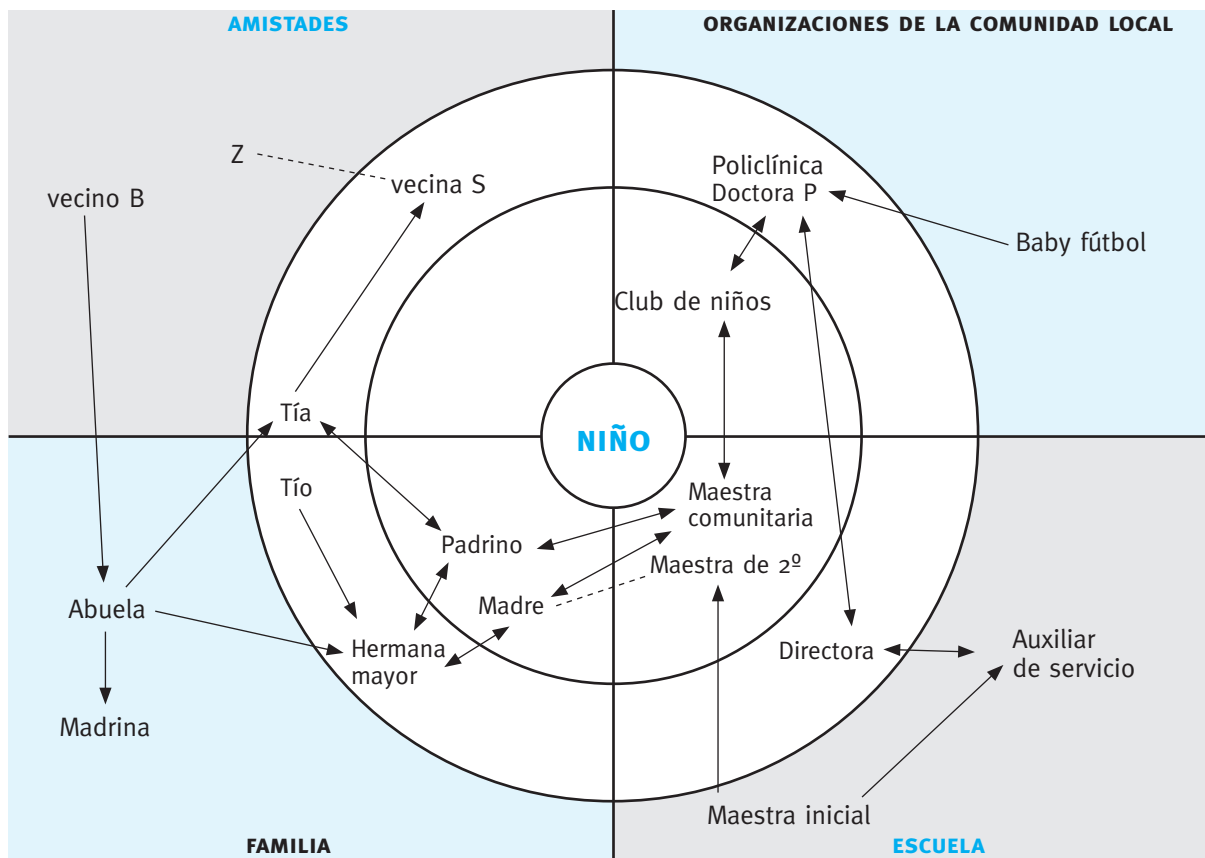 AMISTADES
ORGANIZACIONES DE LA COMUNIDAD LOCAL
Z
vecino B
vecina S
Policlínica
Doctora P
Baby fútbol
Club de niños
Tía
NIÑO
Tío
Padrino
Maestra
comunitaria
Maestra de 2º
Abuela
Madre
Hermana
mayor
Directora
Auxiliar
de servicio
Madrina
Maestra inicial
FAMILIA
ESCUELA